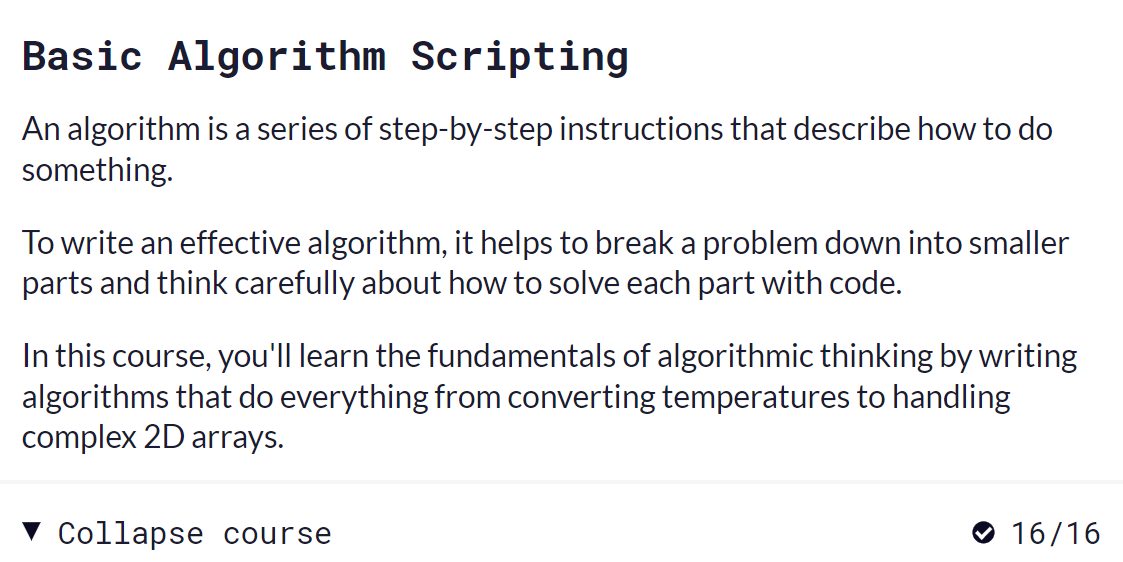 Basic Algorithm Scripting
An algorithm is a series of step-by-step instructions that describe how to do
something.
To write an effective algorithm, it helps to break a problem down into smaller
parts and think carefully about how to solve each part with code.
In this course, you'll learn the fundamentals of algorithmic thinking by writing
algorithms that do everything from converting temperatures to handling
complex 2D arrays.
Collapse course 16/16